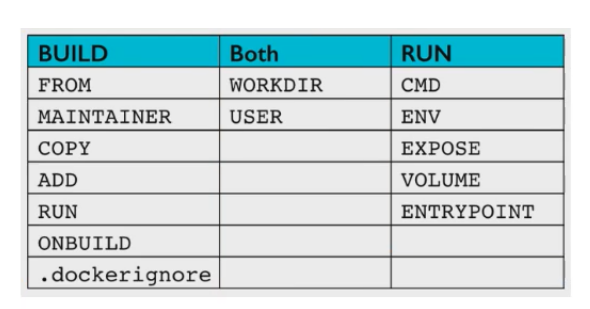 BUILD Both RUN
FROM WORKDIR CMD
MAINTAINER USER ENV
COPY EXPOSE
ADD VOLUME
RUN ENTRYPOINT
ONBUILD
.dockerignore